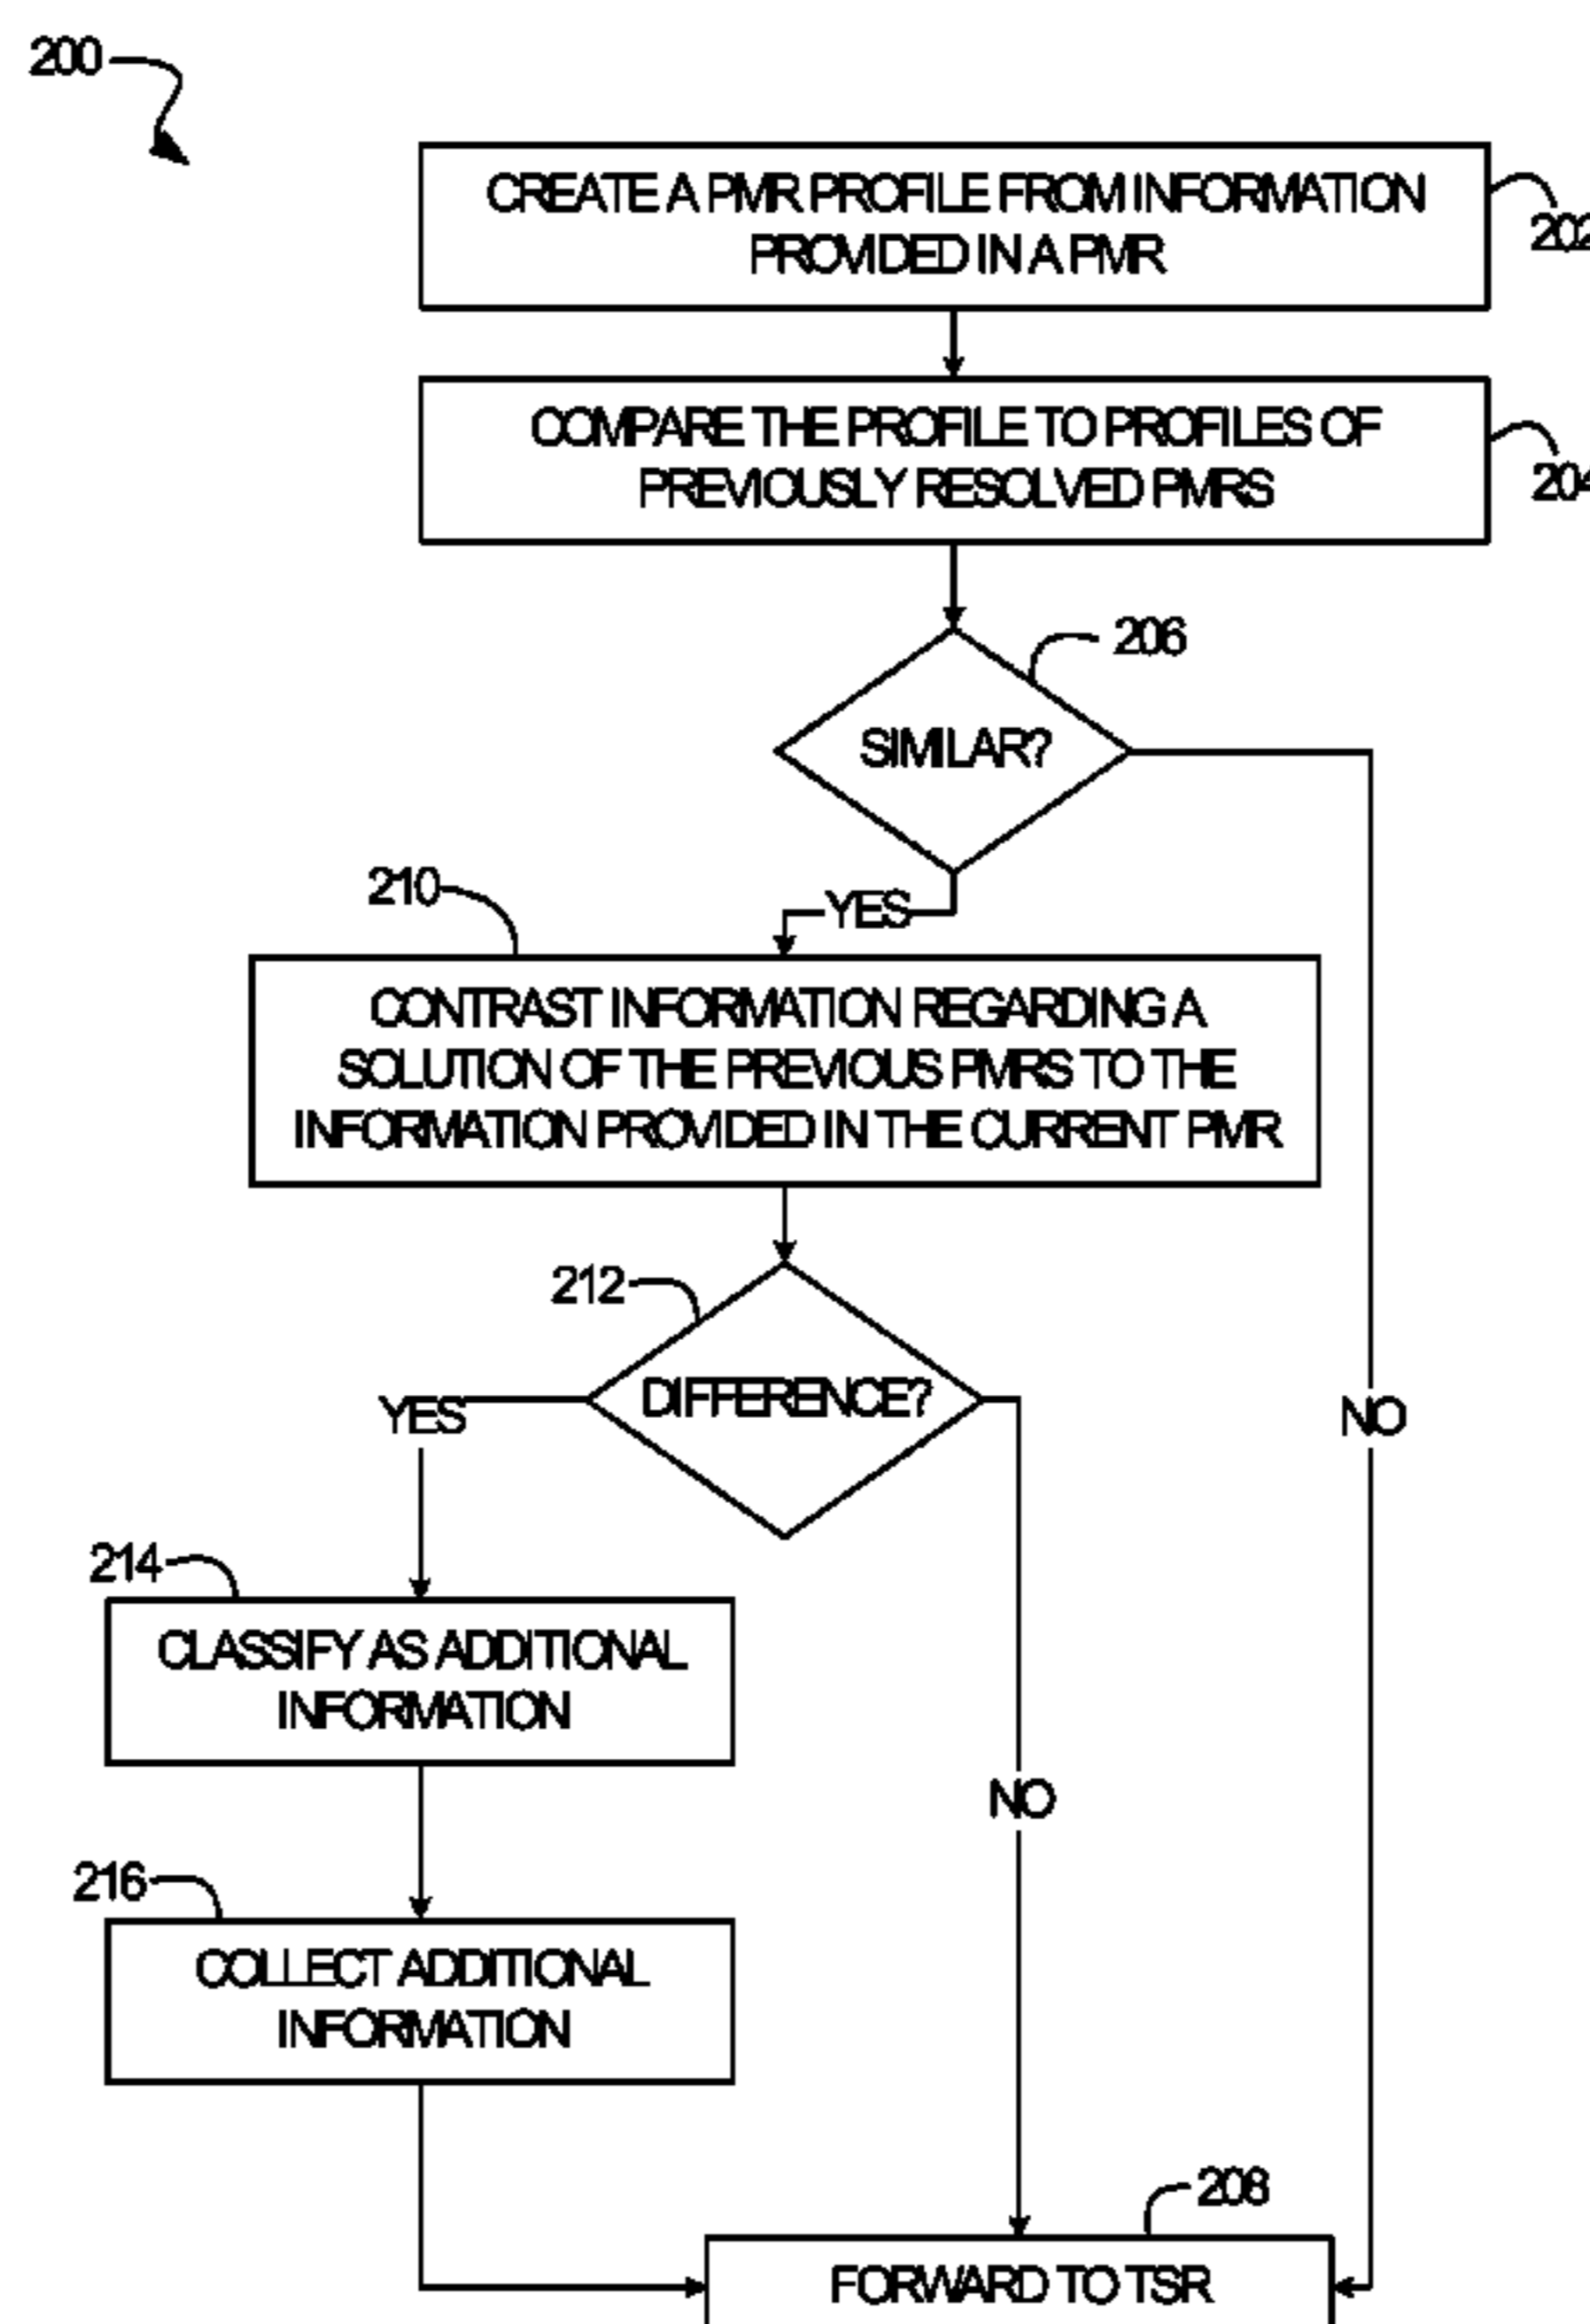 200
CREATE A PMR PROFILE FROM INFORMATION
PROVIDED IN A PMR
202
COMPARE THE PROFILE TO PROFILES OF
PREVIOUSLY RESOLVED PMRS
204
206
SIMILAR?
210
YES
CONTRAST INFORMATION REGARDING A
SOLUTION OF THE PREVIOUS PMRS TO THE
INFORMATION PROVIDED IN THE CURRENT PMR
212
DIFFERENCE?
YES
NO
214
CLASSIFY AS ADDITIONAL
INFORMATION
NO
216
COLLECT ADDITIONAL
INFORMATION
208
FORWARD TO TSR